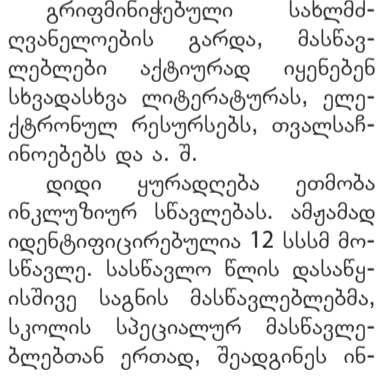 გრიფმინიჭებული სახლმძ-
ღვანელოების გარდა, მასწავ-
ლებლები აქტიურად იყენებენ
სხვადასხვა ლიტერატურას, ელე-
ქტრონულ რესურსებს, თვალსაჩ-
ინოებებს და ა. შ.
დიდი ყურადღება ეთმობა
ინკლუზიურ სწავლებას. ამჟამად
იდენტიფიცირებულია 12 სსსმ მო-
სწავლე. სასწავლო წლის დასაწყ-
ისშივე საგნის მასწავლებლებმა,
სკოლის სპეციალურ მასწავლე-
ბლებთან ერთად, შეადგინეს ინ-